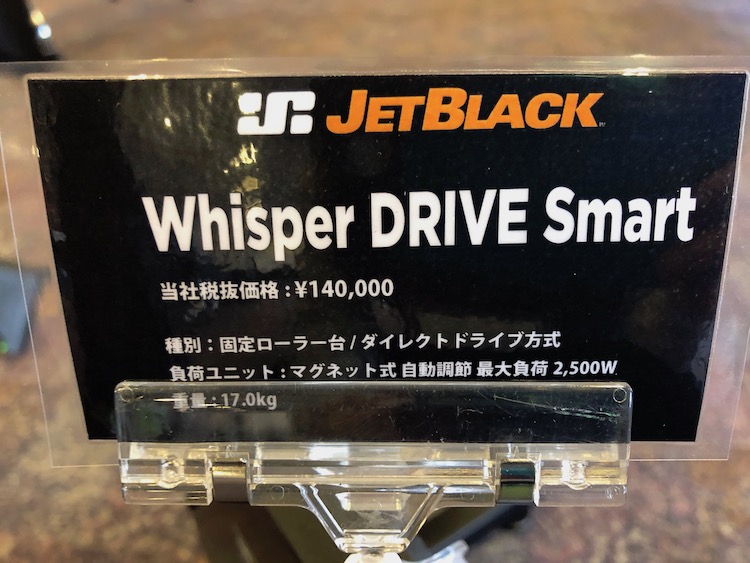 JETBLACK
Whisper DRIVE Smart
当社税抜価格 : ¥140,000
種別 : 固定ローラー台 / ダイレクトドライブ方式
負荷ユニット : マグネット式 自動調節 最大負荷 2,500W
重量 : 17.0kg